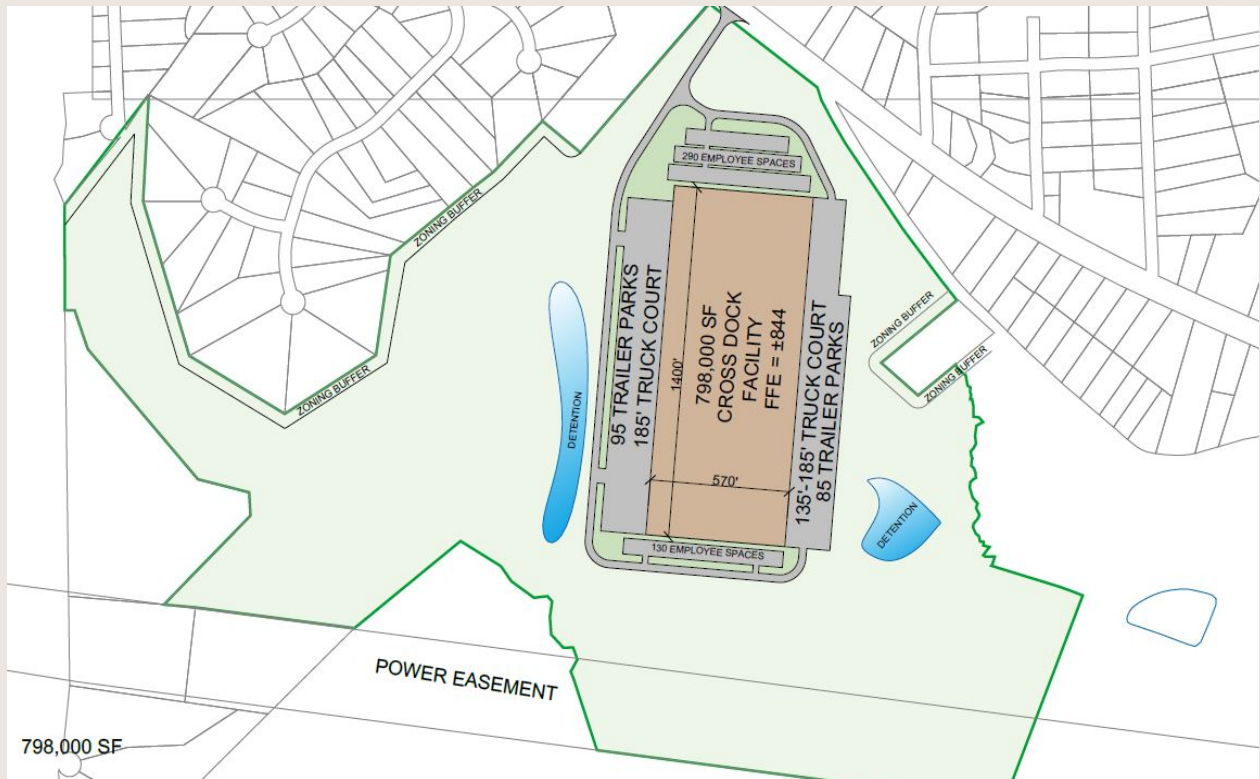 290 EMPLOYEE SPACES
ZONING BUFFER
ZONING BUFFER
ZONING BUFFER
ZONING BUFFER
95 TRAILER PARKS
185' TRUCK COURT
1400'
798,000 SF
CROSS DOCK
FACILITY
FFE = ±844
135'-185' TRUCK COURT
85 TRAILER PARKS
DETENTION
570'
DETENTION
130 EMPLOYEE SPACES
POWER EASEMENT
798,000 SF